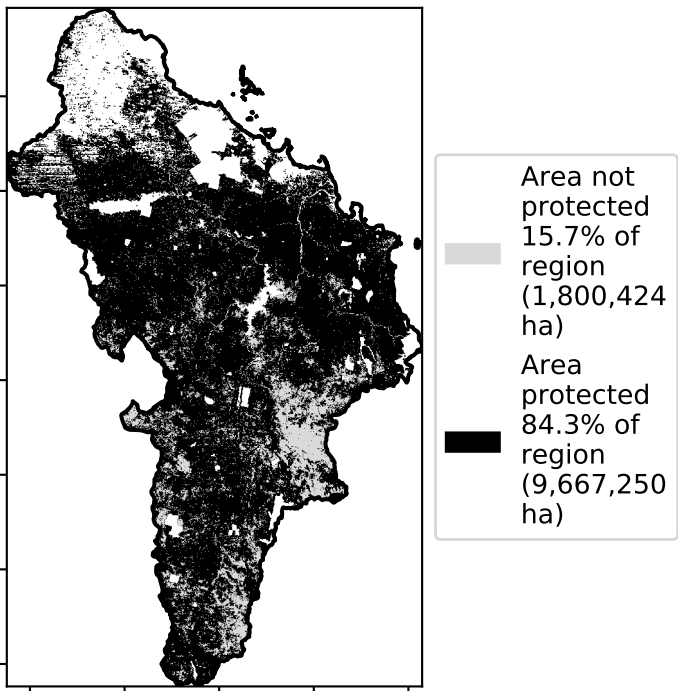 Area not
protected
15.7% of
region
(1,800,424
ha)
Area
protected
84.3% of
region
(9,667,250
ha)